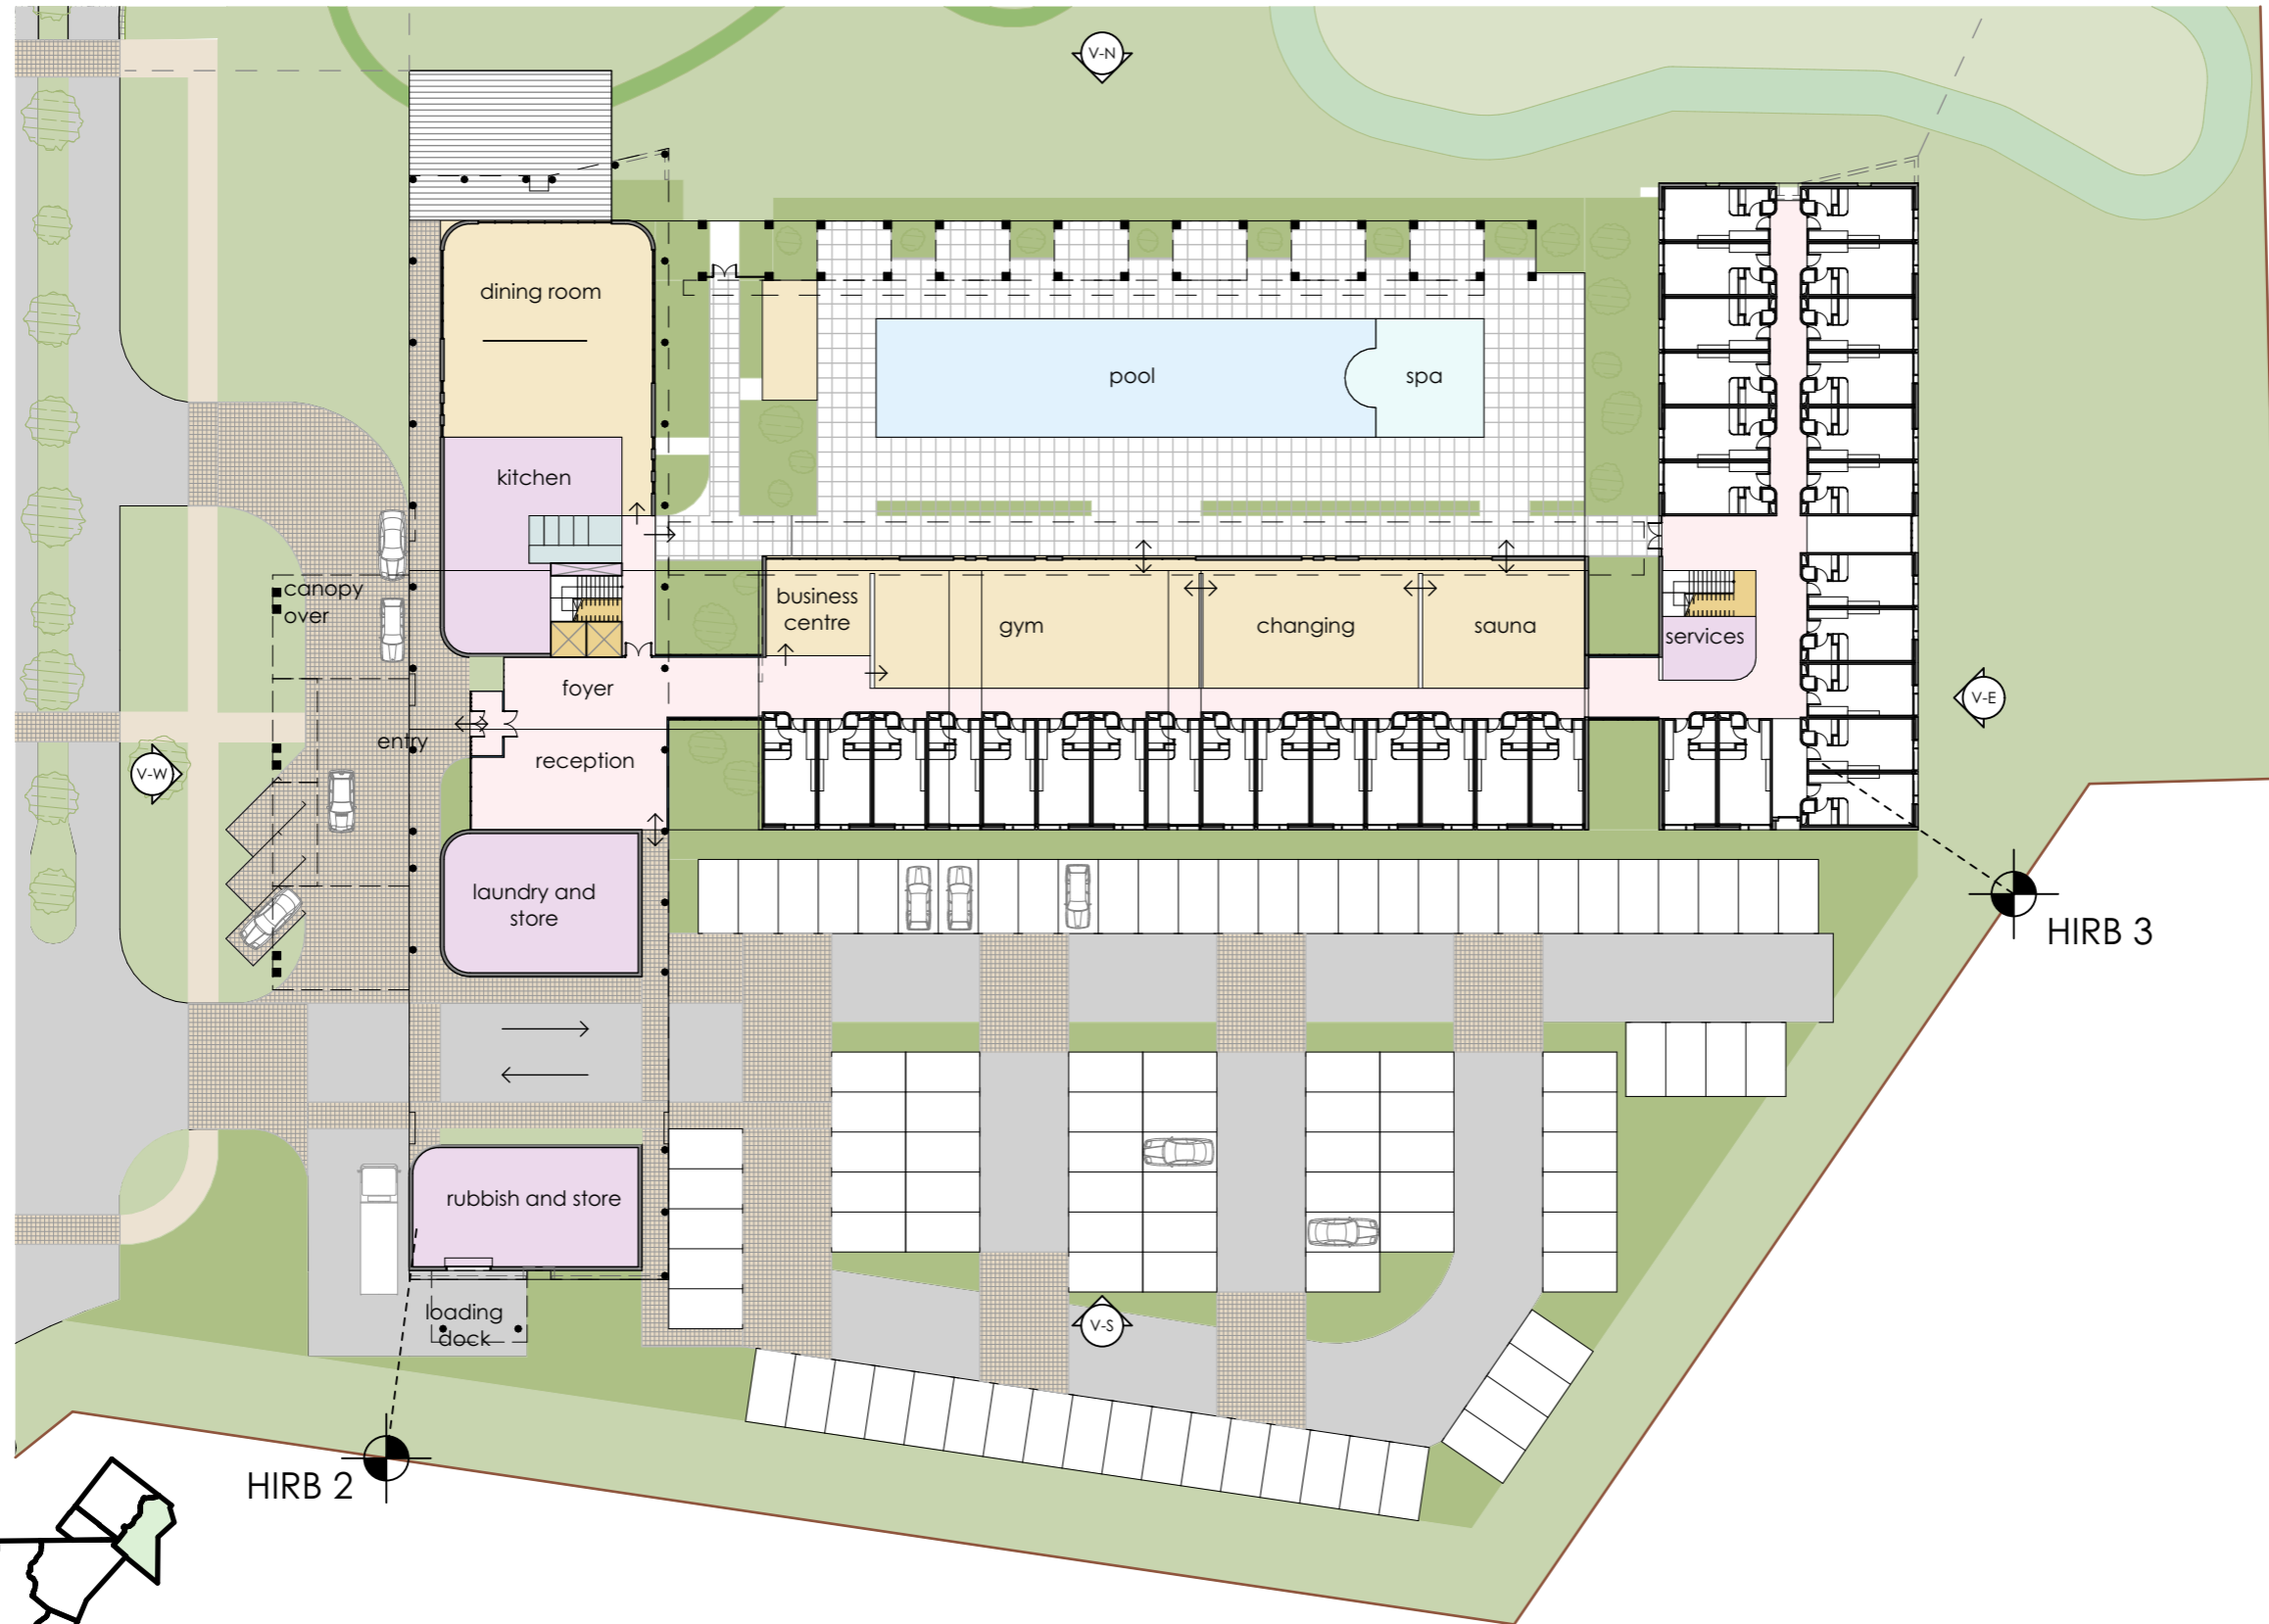 V-N
dining room
pool
spa
kitchen
canopy
over
business
centre
gym
changing
sauna
services
foyer
V-E
entry
reception
V-W
laundry and
store
HIRB 3
rubbish and store
loading
dock
V-S
HIRB 2